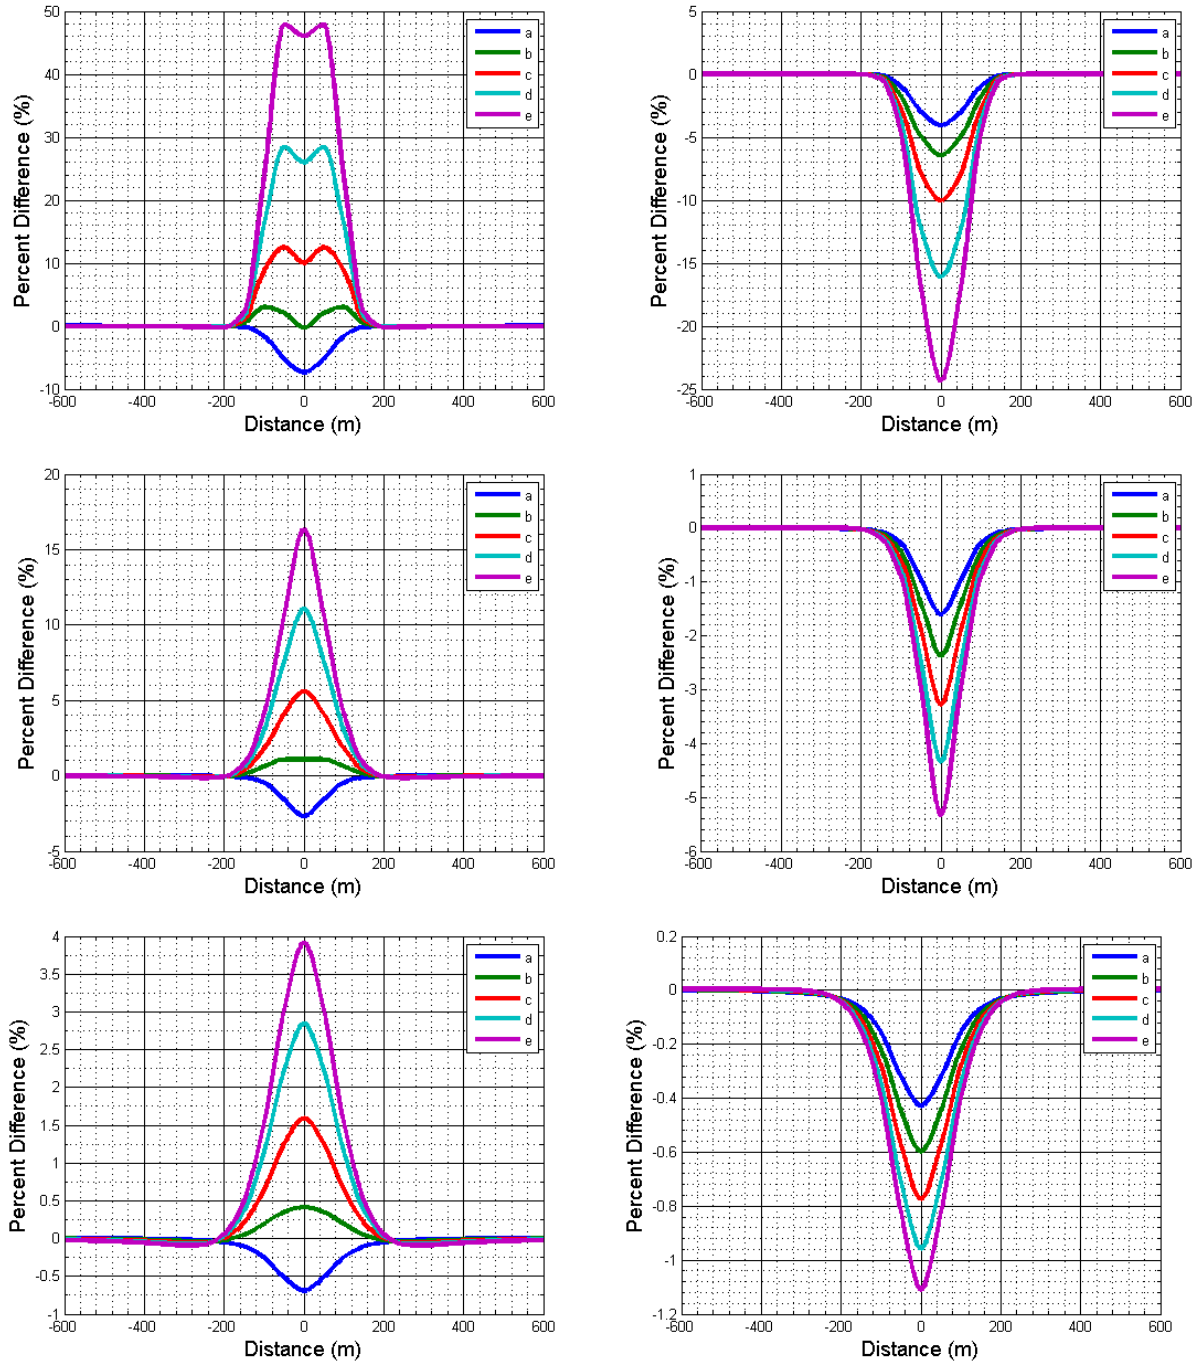 50
40
30
20
10
0
-10
-600
-400
-200
0
200
400
600
Distance (m)
Percent Difference (%)
a
b
c
d
e
5
0
-5
-10
-15
-20
-25
-600
-400
-200
0
200
400
600
Distance (m)
Percent Difference (%)
a
b
c
d
e
20
15
10
5
0
-5
-600
-400
-200
0
200
400
600
Distance (m)
Percent Difference (%)
a
b
c
d
e
1
0
-1
-2
-3
-4
-5
-6
-600
-400
-200
0
200
400
600
Distance (m)
Percent Difference (%)
a
b
c
d
e
4
3.5
3
2.5
2
1.5
1
0.5
0
-0.5
-1
-600
-400
-200
0
200
400
600
Distance (m)
Percent Difference (%)
a
b
c
d
e
0.2
0
-0.2
-0.4
-0.6
-0.8
-1
-1.2
-600
-400
-200
0
200
400
600
Distance (m)
Percent Difference (%)
a
b
c
d
e